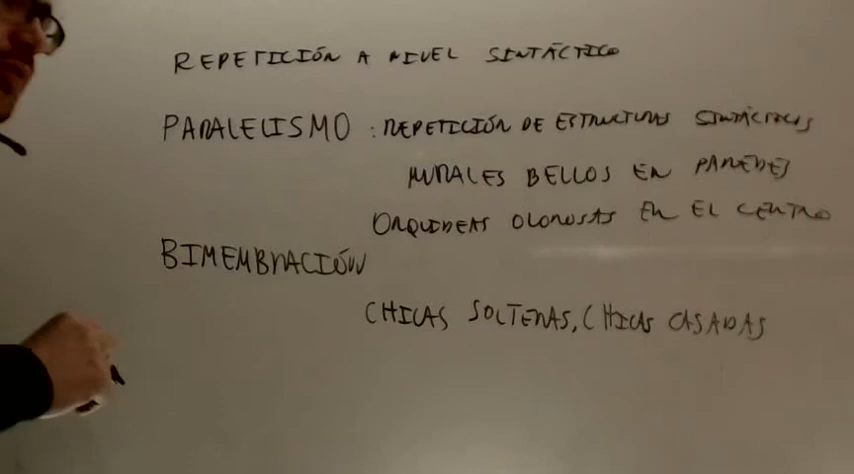 REPETICIÓN A NIVEL SINTÁCTICO
PARALELISMO : REPETICIÓN DE ESTRUCTURAS SINTÁCTICAS
MURALES BELLOS EN PAREDES
ORQUIDEAS OLOROSAS EN EL CENTRO
BIMEMBRACIÓN
CHICAS SOLTERAS, CHICAS CASADAS